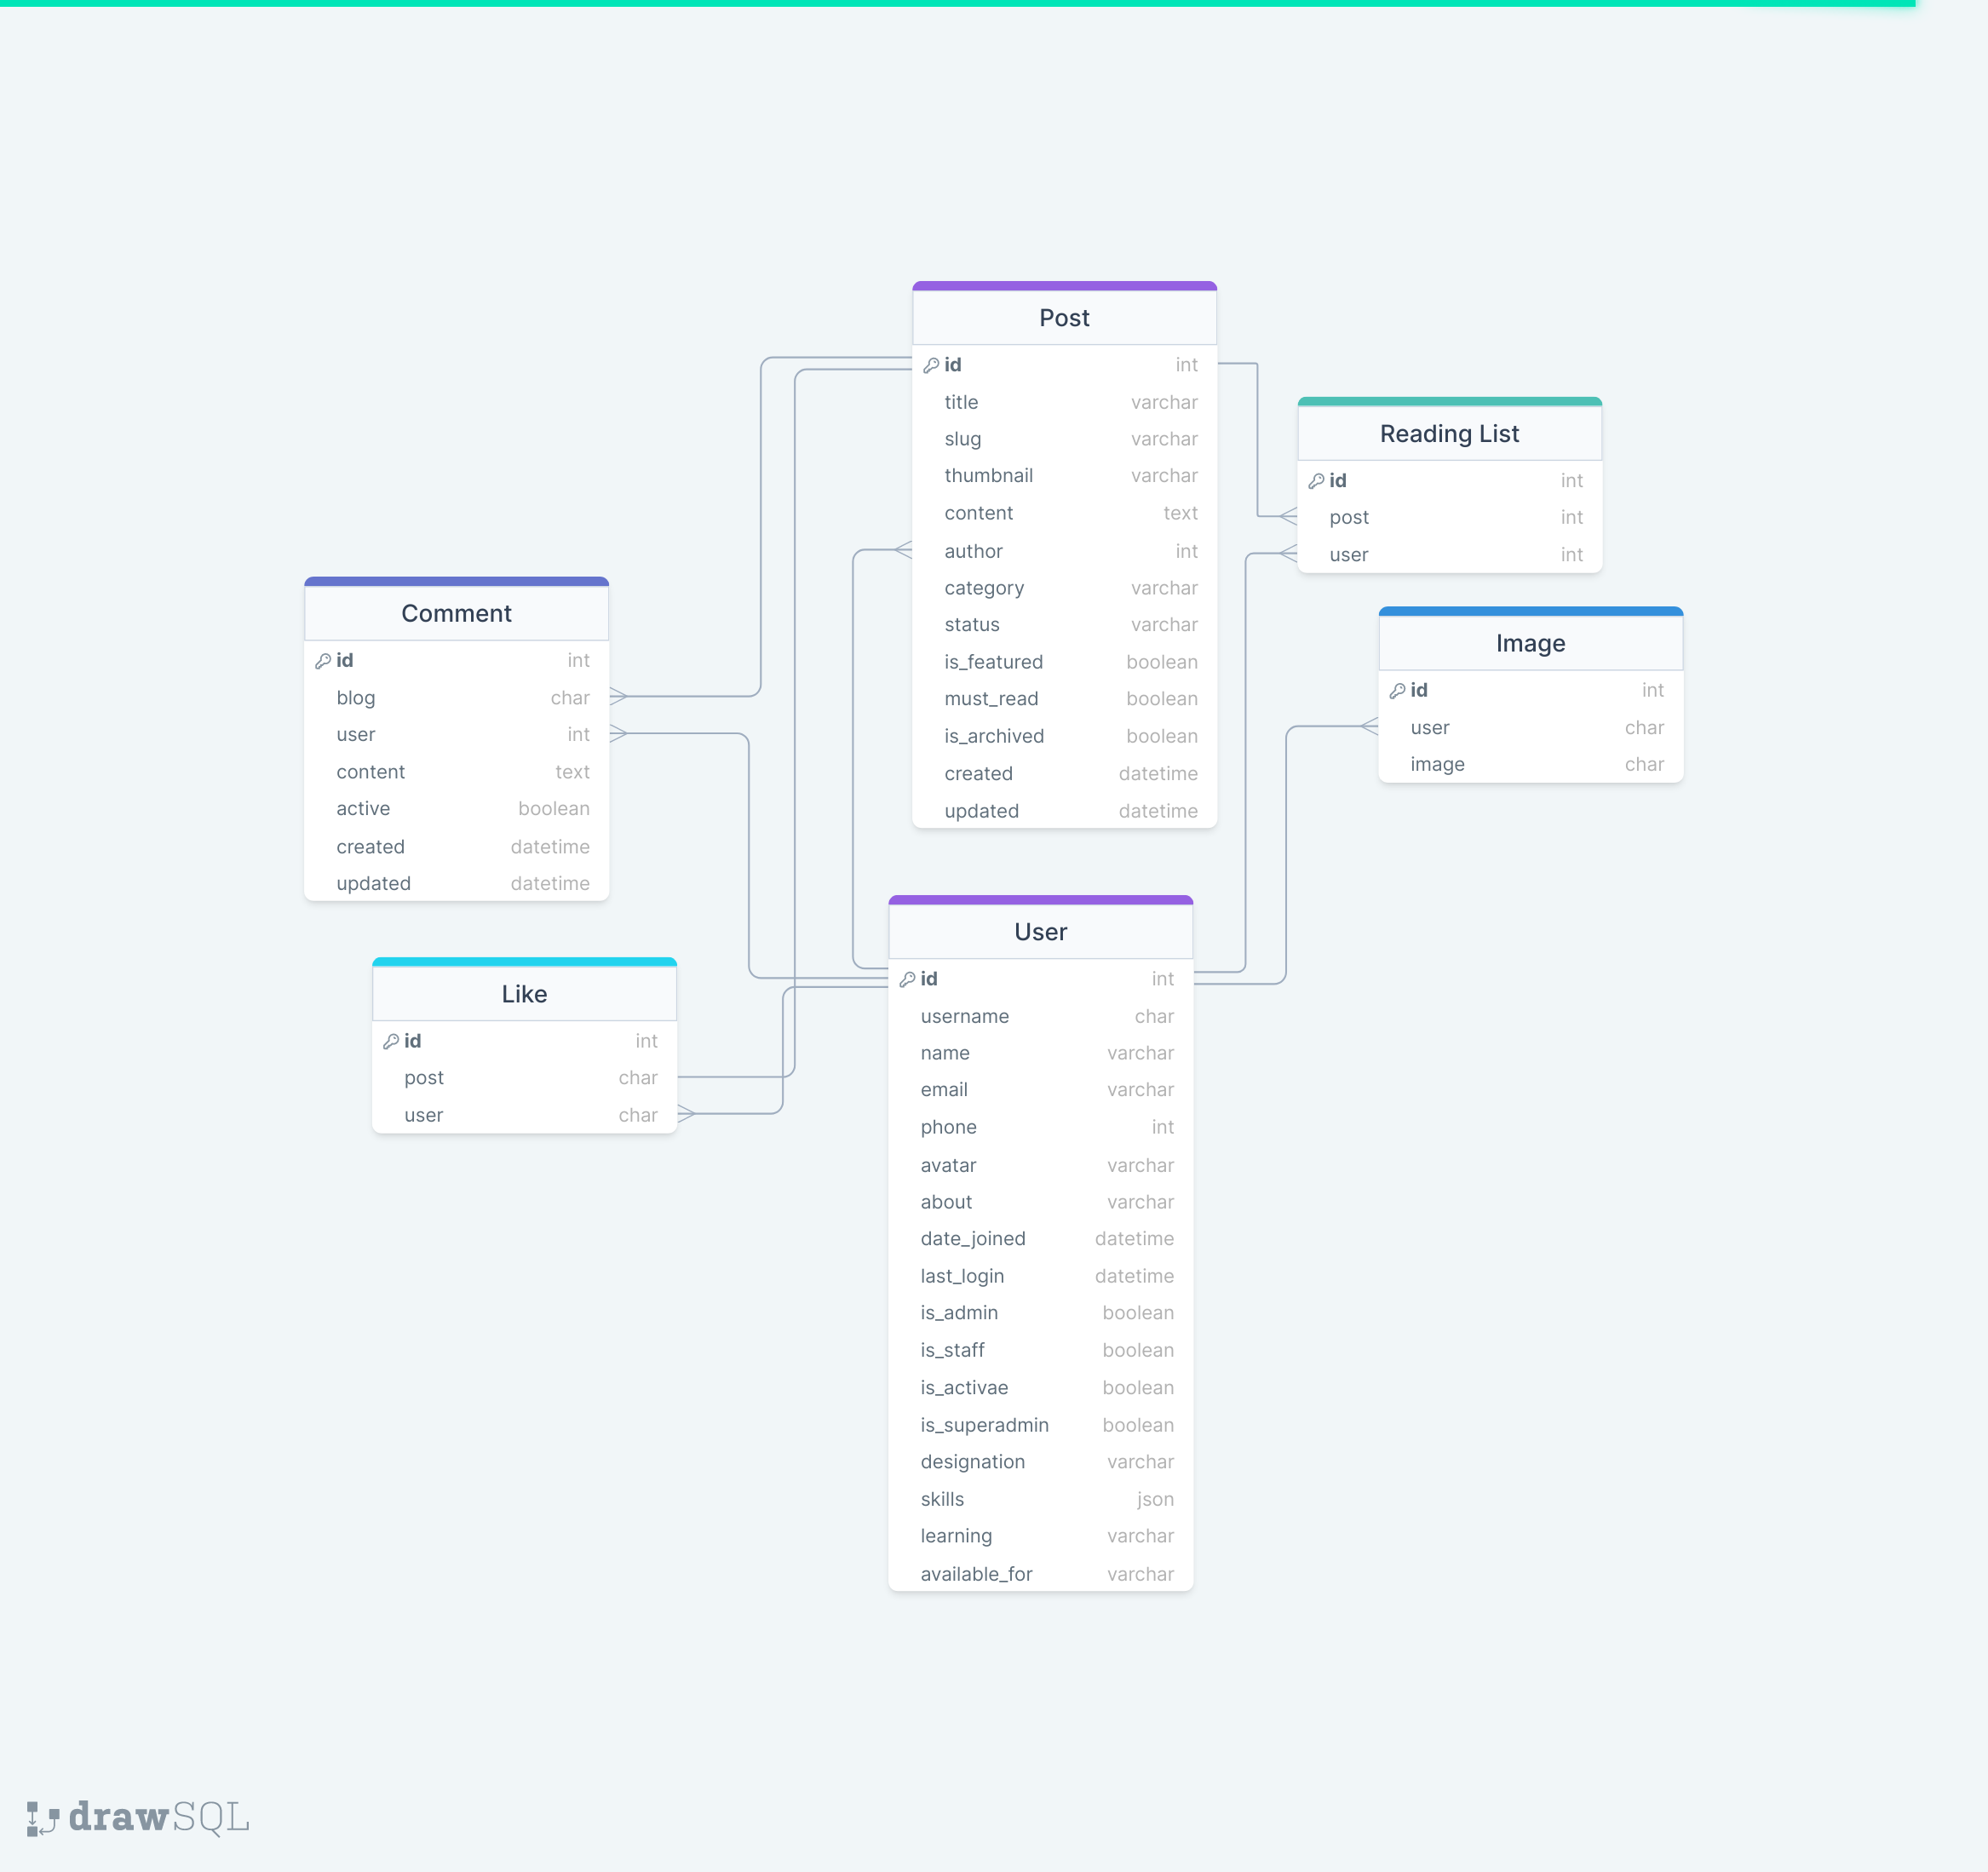 Post
id int
title varchar
slug varchar
thumbnail varchar
content text
author int
category varchar
status varchar
is_featured boolean
must_read boolean
is_archived boolean
created datetime
updated datetime
Reading List
id int
post int
user int
Comment
id int
blog char
user int
content text
active boolean
created datetime
updated datetime
Image
id int
user char
image char
Like
id int
post char
user char
User
id int
username char
name varchar
email varchar
phone int
avatar varchar
about varchar
date_joined datetime
last_login datetime
is_admin boolean
is_staff boolean
is_activae boolean
is_superadmin boolean
designation varchar
skills json
learning varchar
available_for varchar
drawSQL